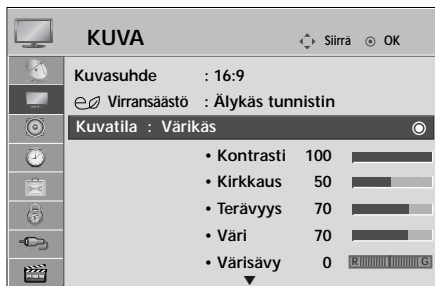 KUVA Siirrä OK
Kuvasuhde : 16:9
Virransäästö : Älykäs tunnistin
Kuvatila : Värikäs
• Kontrasti 100
• Kirkkaus 50
• Terävyys 70
• Väri 70
• Värisävy 0 R G